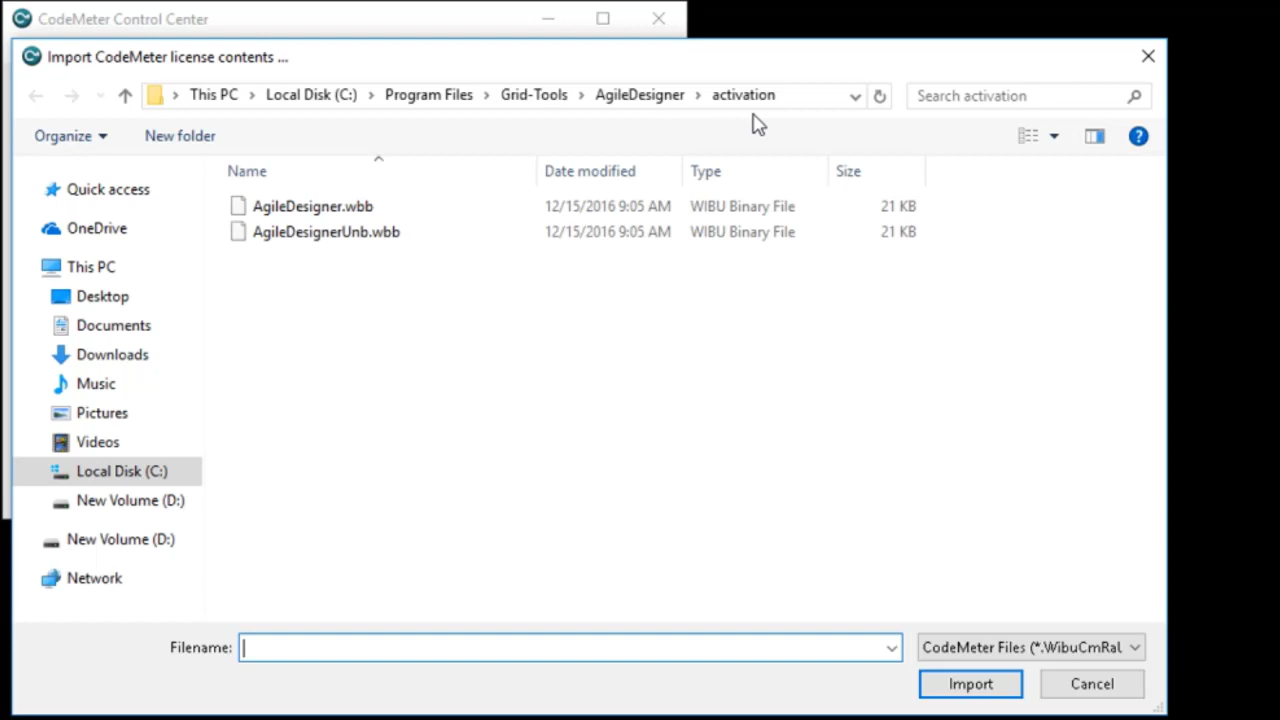 CodeMeter Control Center
Import CodeMeter license contents ...
This PC > Local Disk (C:) > Program Files > Grid-Tools > AgileDesigner > activation
Search activation
Organize
New folder
Name Date modified Type Size
AgileDesigner.wbb 12/15/2016 9:05 AM WIBU Binary File 21 KB
AgileDesignerUnb.wbb 12/15/2016 9:05 AM WIBU Binary File 21 KB
Quick access
OneDrive
This PC
Desktop
Documents
Downloads
Music
Pictures
Videos
Local Disk (C:)
New Volume (D:)
New Volume (D:)
Network
Filename:
CodeMeter Files (*.WibuCmRaU
Import
Cancel